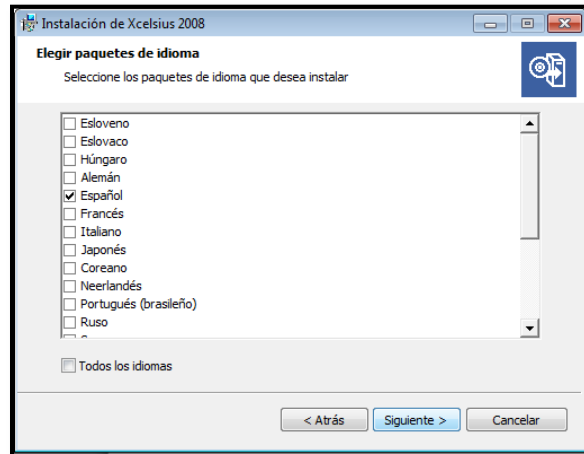 Instalación de Xcelsius 2008
Elegir paquetes de idioma
Seleccione los paquetes de idioma que desea instalar
Esloveno
Eslovaco
Húngaro
Alemán
Español
Francés
Italiano
Japonés
Coreano
Neerlandés
Portugués (brasileño)
Ruso
Todos los idiomas
< Atrás
Siguiente >
Cancelar